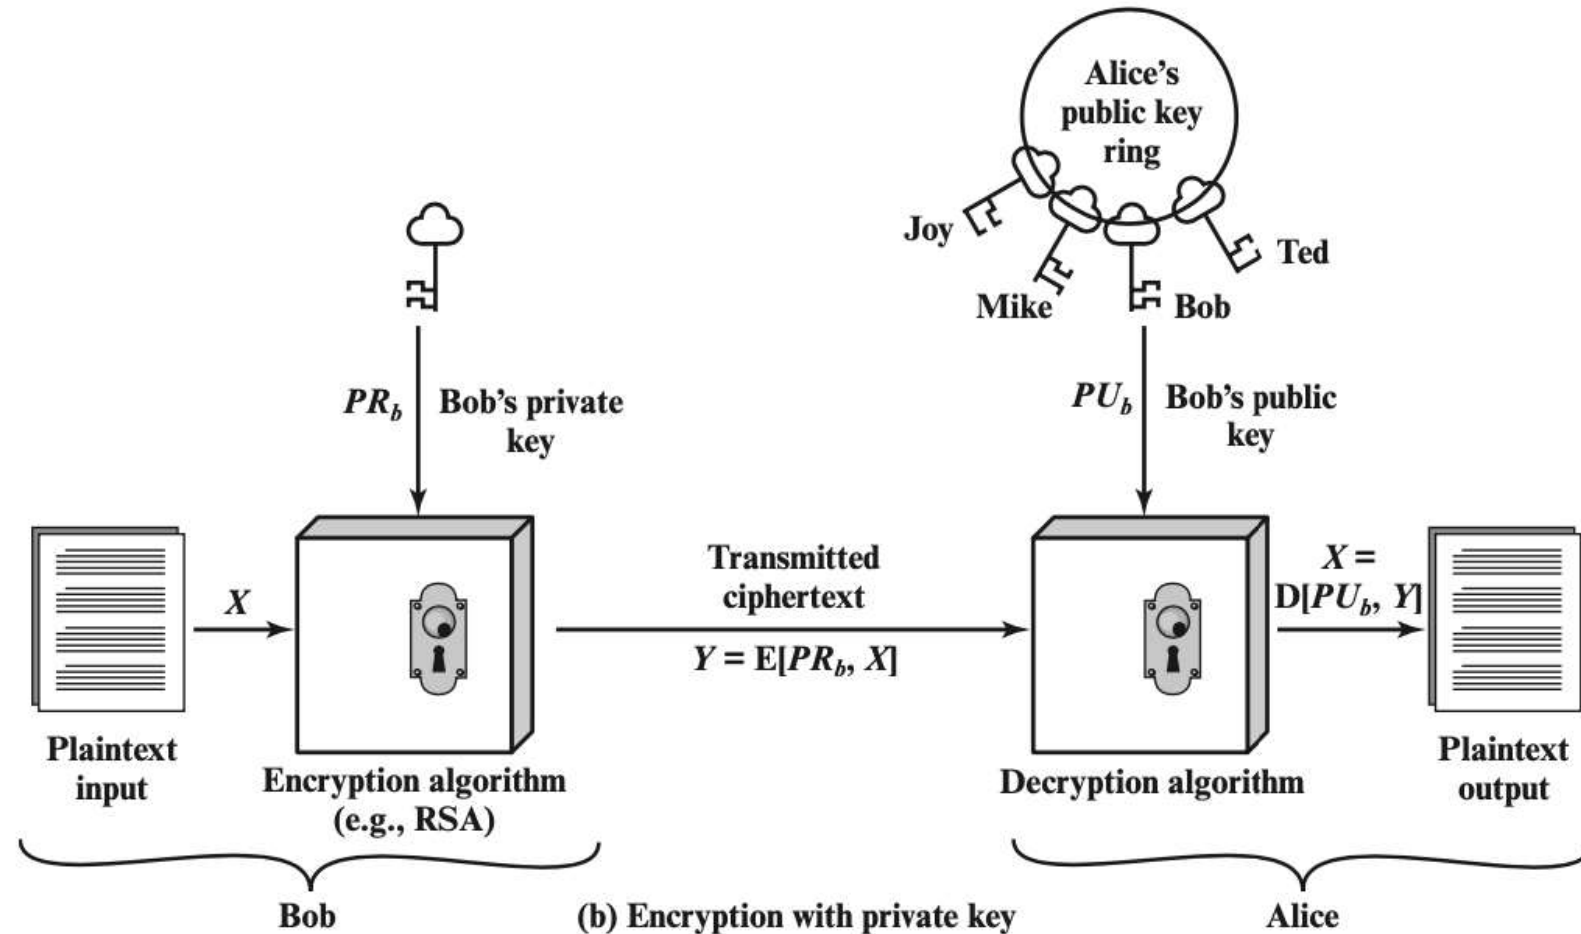 Alice's
public key
ring
Joy
Mike
Bob
Ted
PR_b
Bob's private
key
PU_b
Bob's public
key
X
Transmitted
ciphertext
Y = E[PR_b, X]
X =
D[PU_b, Y]
Plaintext
input
Encryption algorithm
(e.g., RSA)
Decryption algorithm
Plaintext
output
Bob
(b) Encryption with private key
Alice